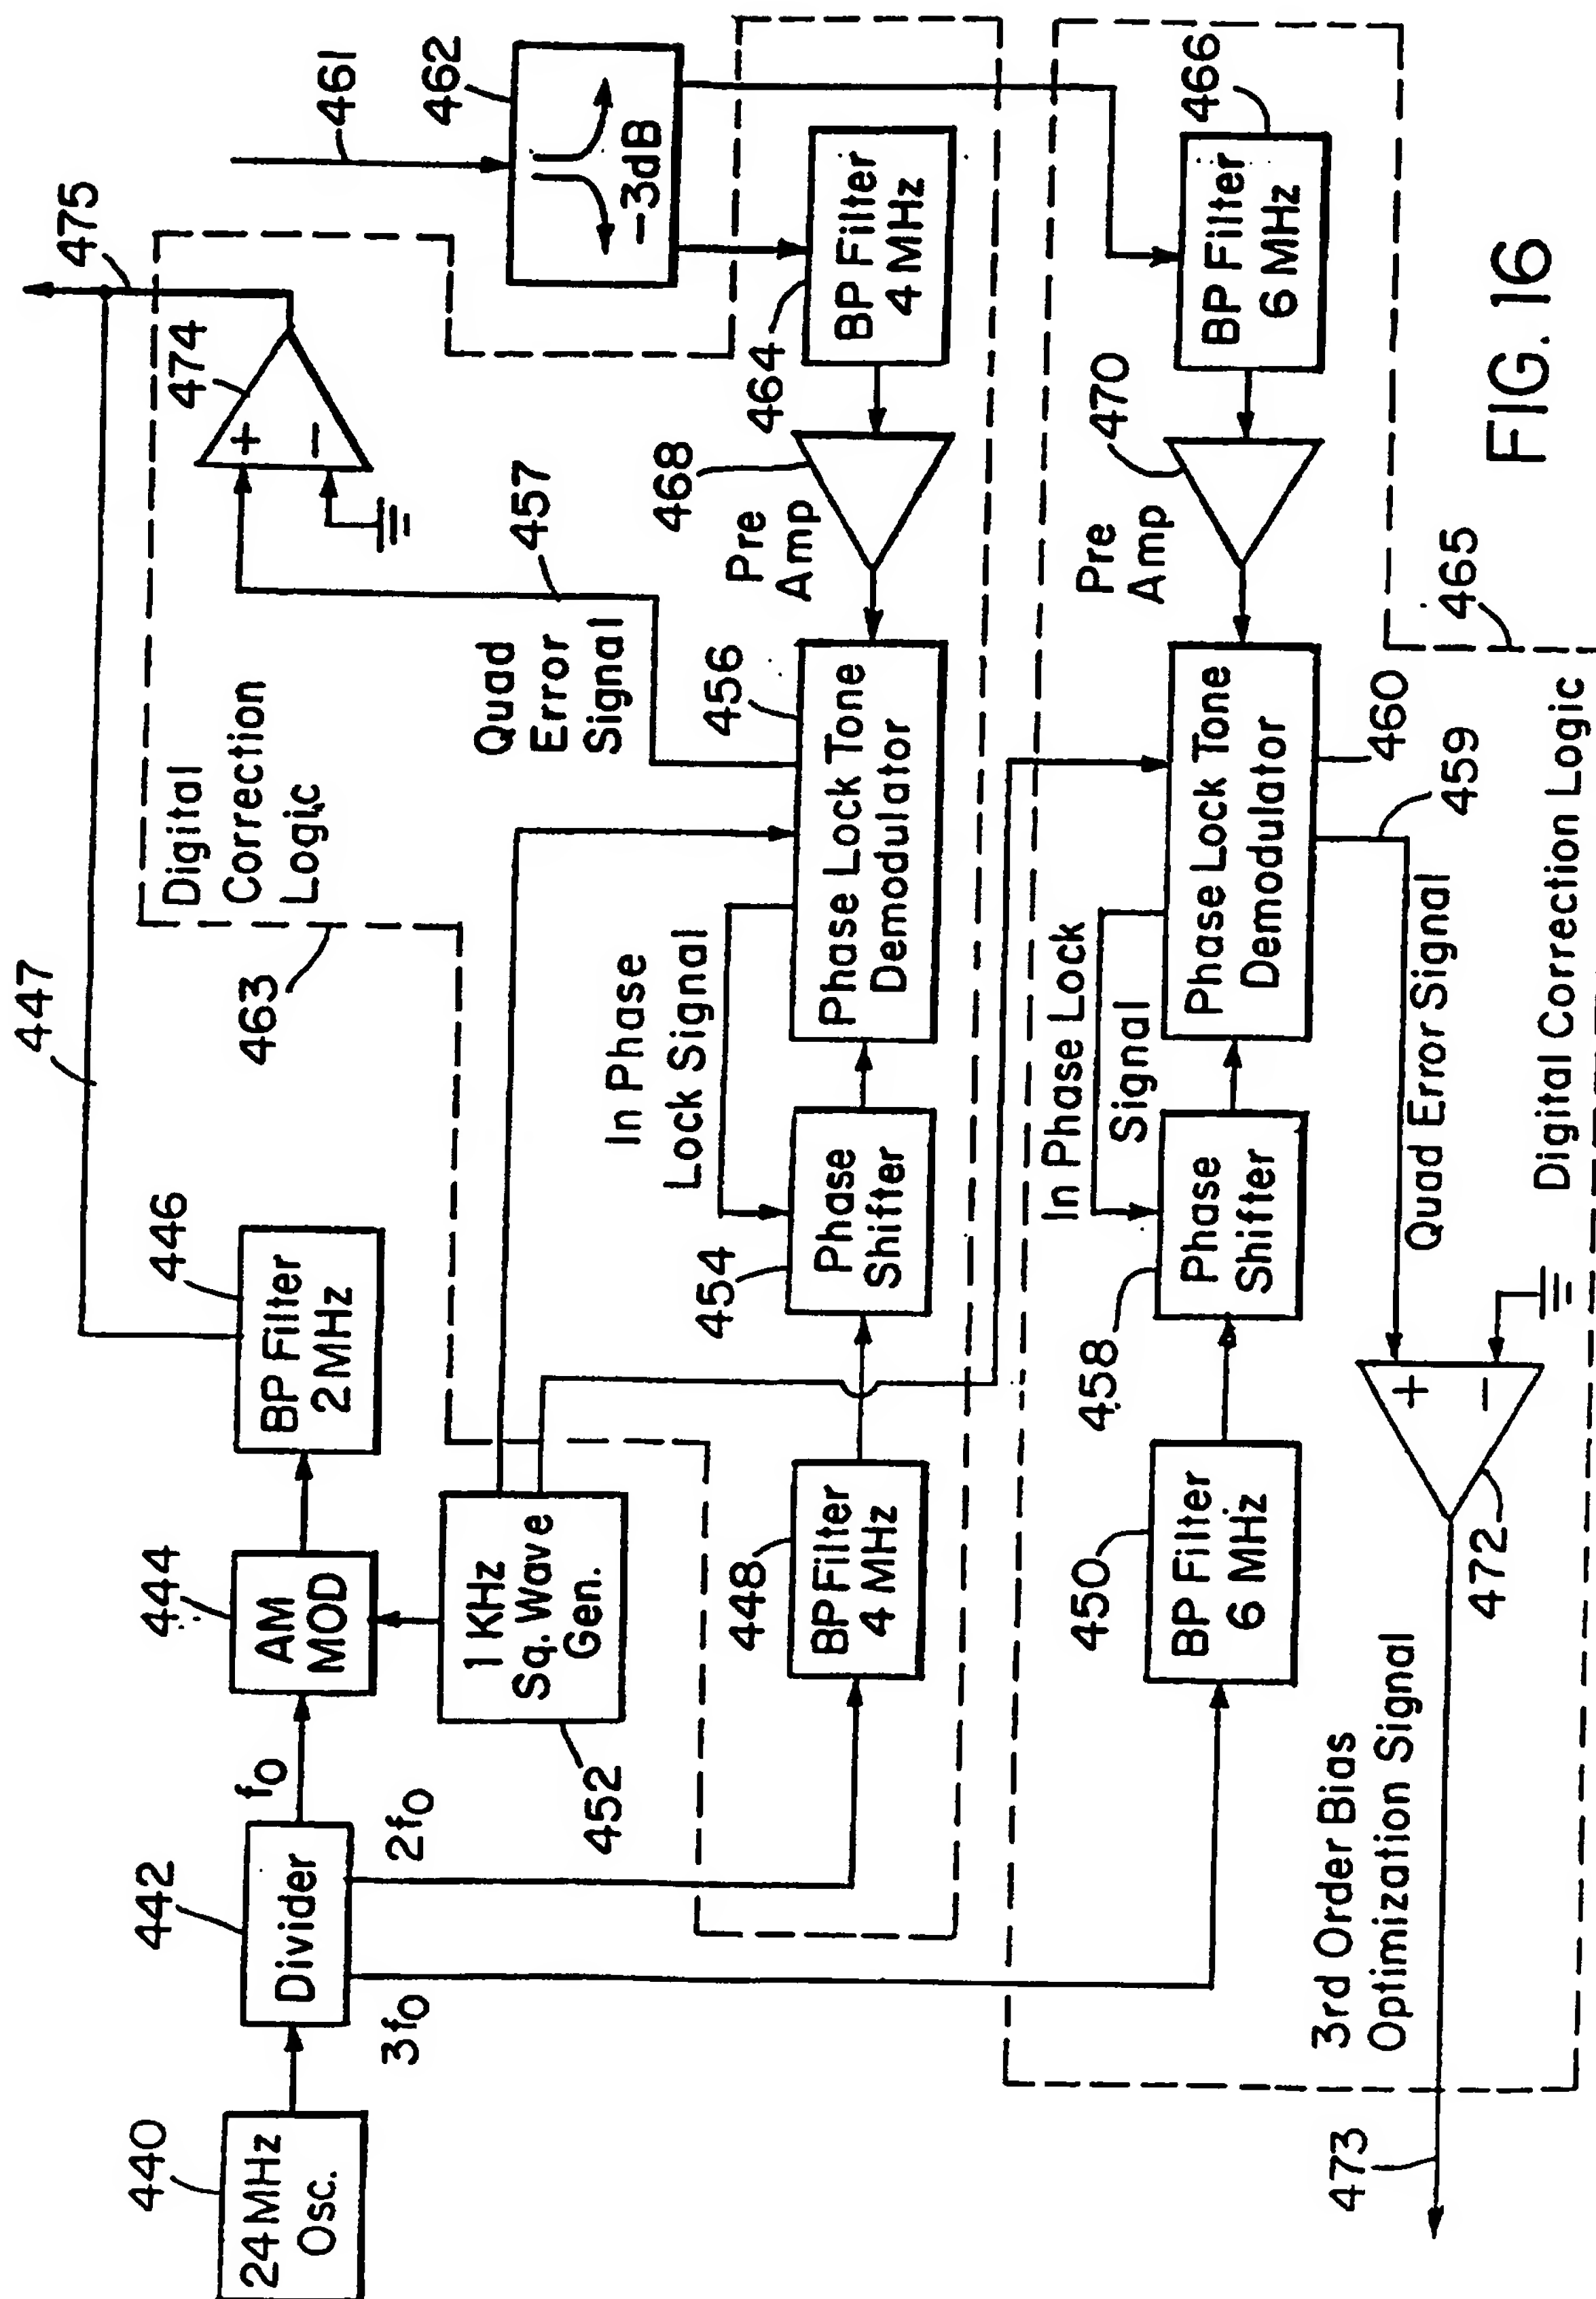 440
24MHz
Osc.
442
Divider
fo
2fo
3fo
444
AM
MOD
446
BP Filter
2MHz
447
452
1KHz
Sq. Wave
Gen.
463
Digital
Correction
Logic
474
+
−
475
461
462
−3dB
448
BP Filter
4 MHz
454
Phase
Shifter
In Phase
Lock Signal
456
Phase Lock Tone
Demodulator
Quad
Error
Signal
457
468
Pre
Amp
464
BP Filter
4 MHz
450
BP Filter
6 MHz
458
Phase
Shifter
In Phase Lock
Signal
Phase Lock Tone
Demodulator
460
459
Pre
Amp
470
466
BP Filter
6 MHz
465
Quad Error Signal
+
−
472
3rd Order Bias
Optimization Signal
473
Digital Correction Logic
FIG. 16